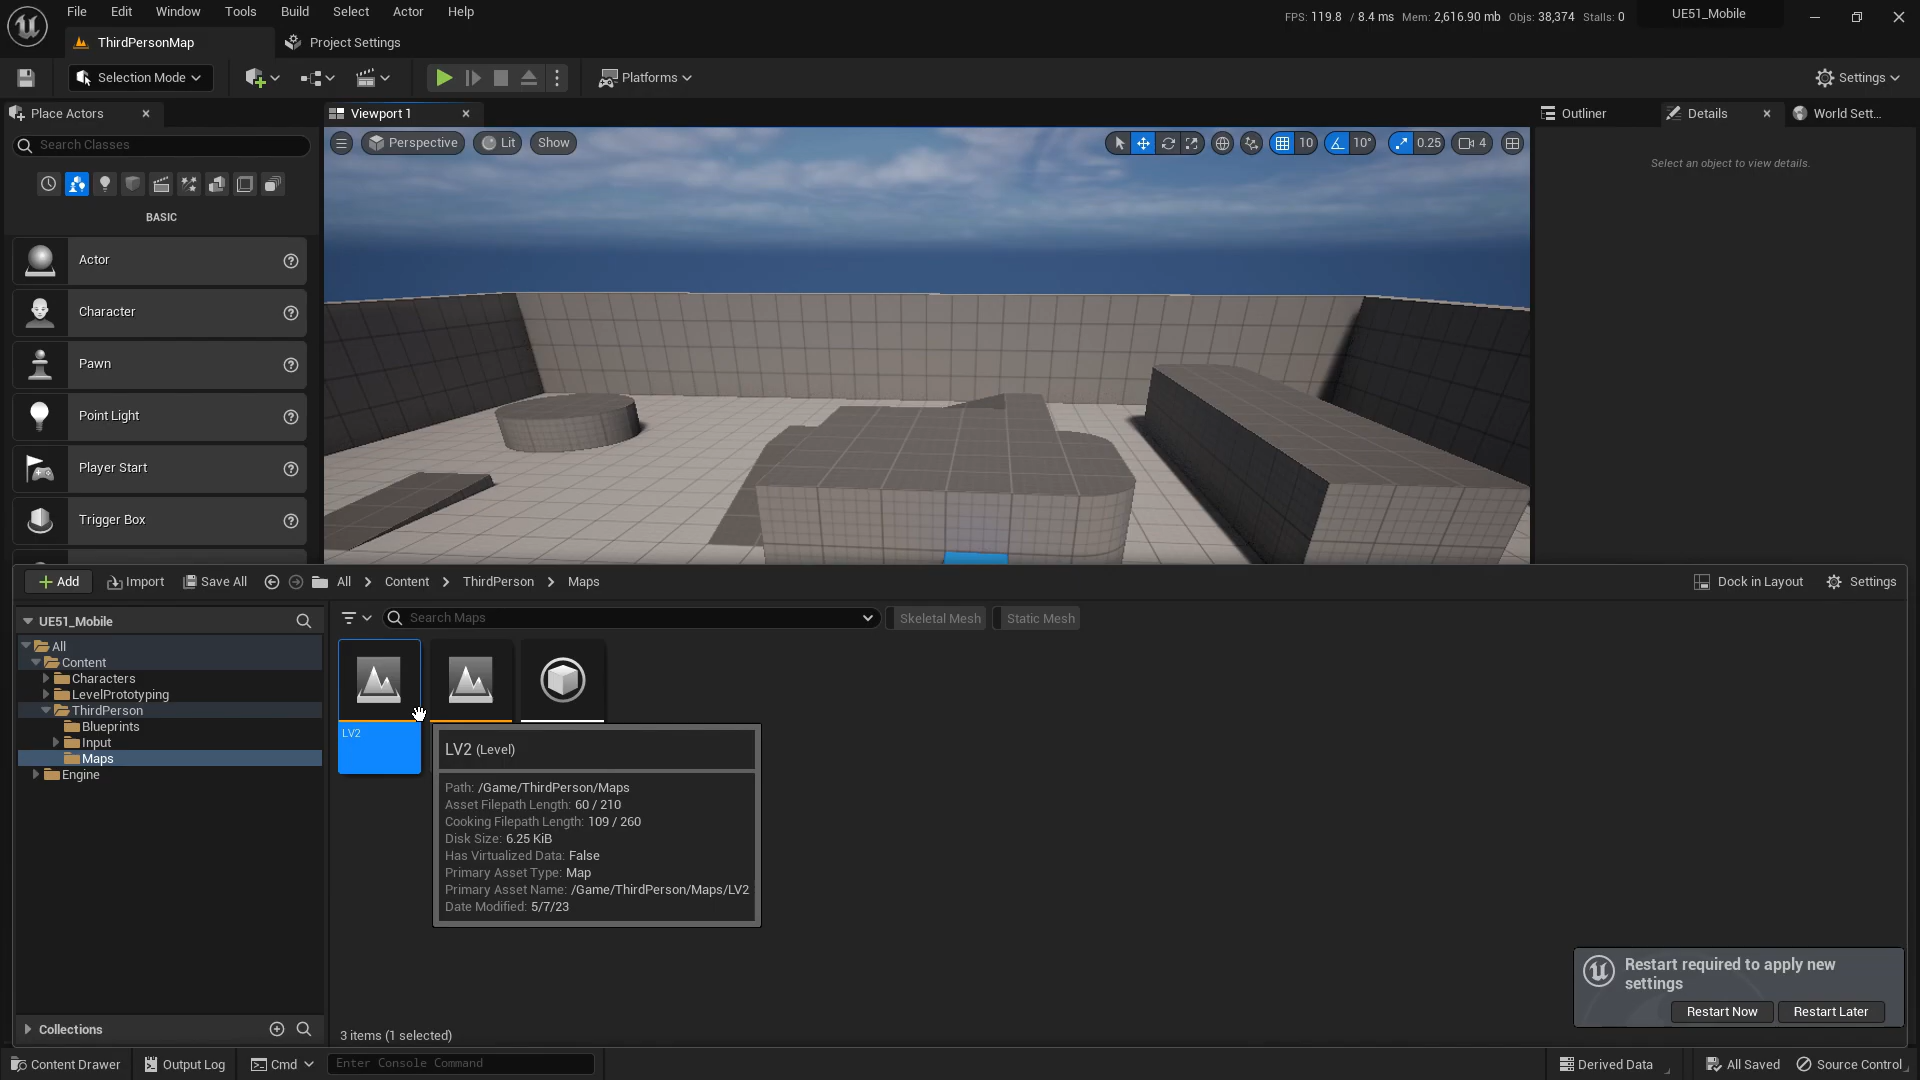 File Edit Window Tools Build Select Actor Help
FPS: 119.8 / 8.4 ms Mem: 2,616.90 mb Objs: 38,374 Stalls: 0
UE51_Mobile
ThirdPersonMap
Project Settings
Selection Mode
Platforms
Settings
Place Actors
Viewport 1
Outliner
Details
World Sett...
Search Classes
Perspective
Lit
Show
10
10°
0.25
4
Select an object to view details.
BASIC
Actor
Character
Pawn
Point Light
Player Start
Trigger Box
Add
Import
Save All
All
Content
ThirdPerson
Maps
Dock in Layout
Settings
UE51_Mobile
Search Maps
Skeletal Mesh
Static Mesh
All
Content
Characters
LevelPrototyping
ThirdPerson
Blueprints
Input
Maps
Engine
LV2
LV2 (Level)
Path: /Game/ThirdPerson/Maps
Asset Filepath Length: 60 / 210
Cooking Filepath Length: 109 / 260
Disk Size: 6.25 KiB
Has Virtualized Data: False
Primary Asset Type: Map
Primary Asset Name: /Game/ThirdPerson/Maps/LV2
Date Modified: 5/7/23
Restart required to apply new
settings
Restart Now
Restart Later
Collections
3 items (1 selected)
Content Drawer
Output Log
Cmd
Enter Console Command
Derived Data
All Saved
Source Control